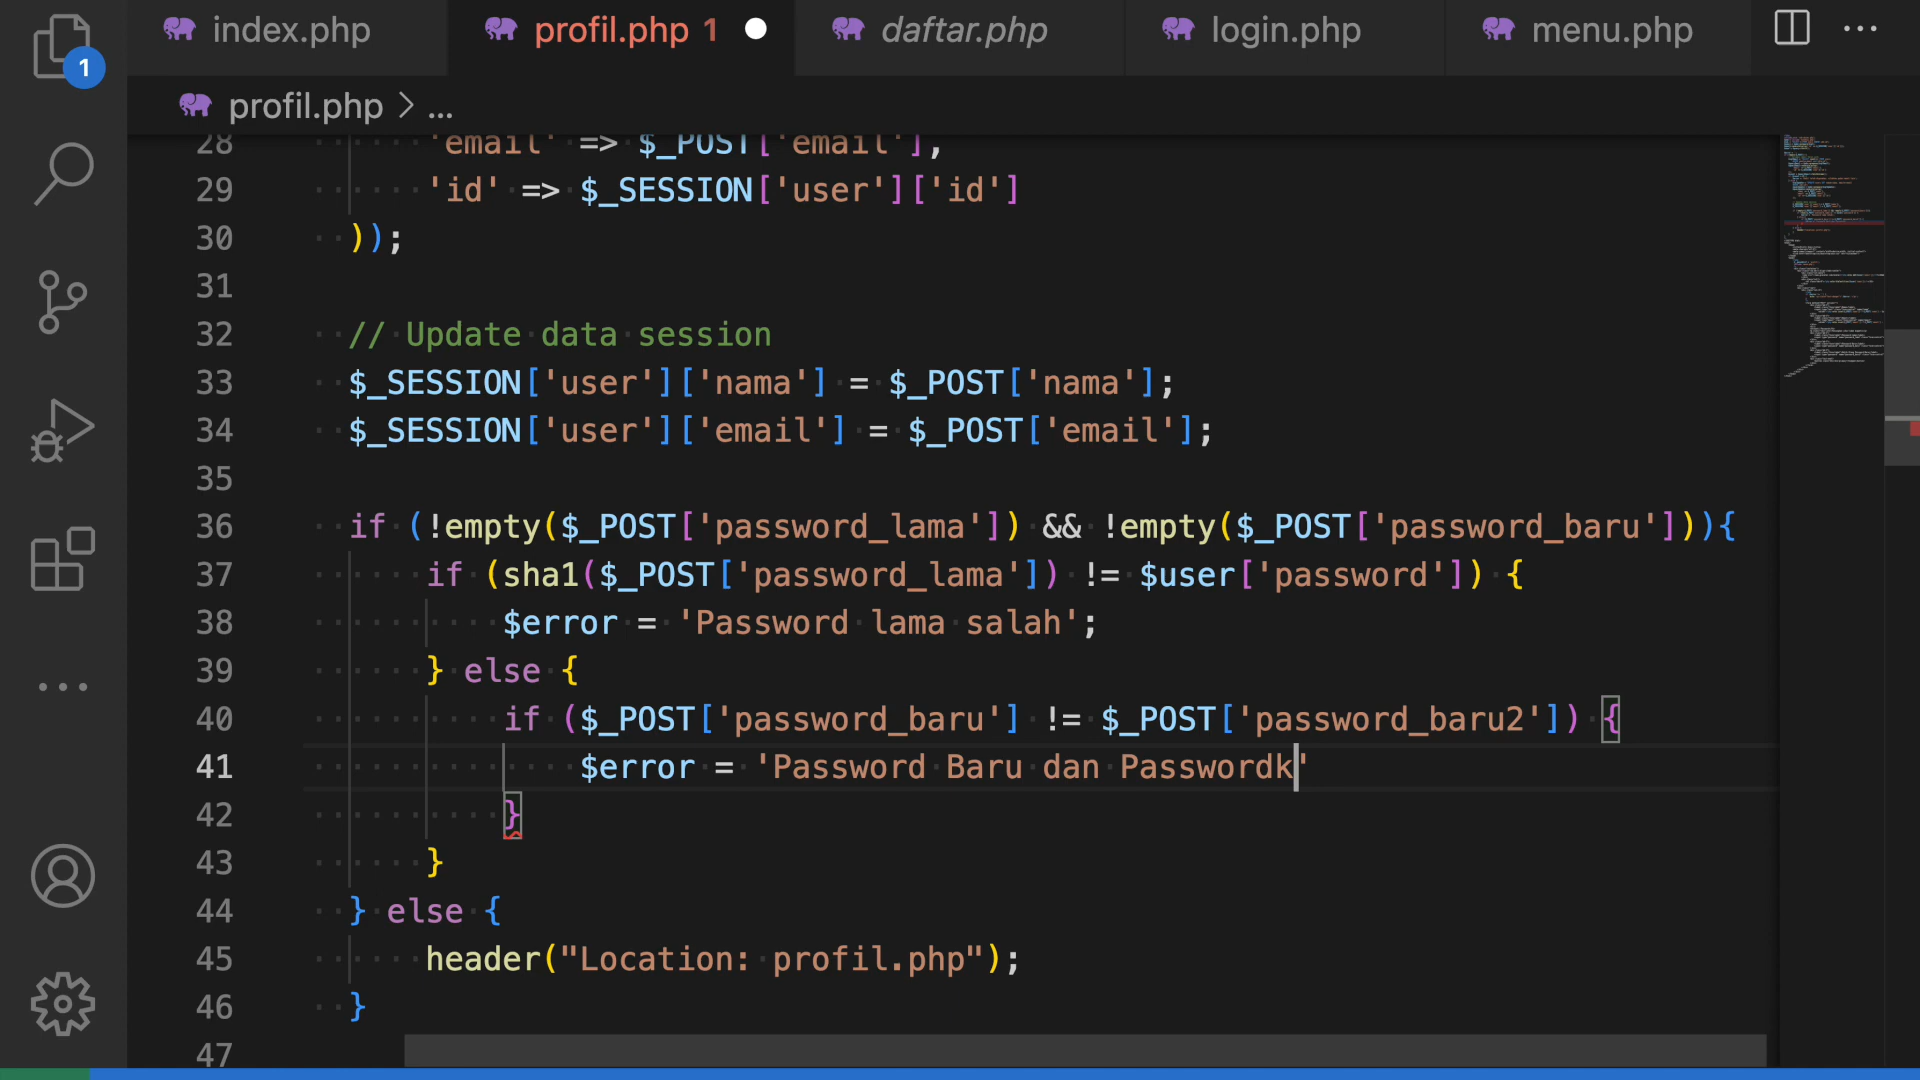 index.php
profil.php 1
daftar.php
login.php
menu.php
1
profil.php > ...
28 'email' => $_POST['email'],
29 'id' => $_SESSION['user']['id']
30 ));
31
32 // Update data session
33 $_SESSION['user']['nama'] = $_POST['nama'];
34 $_SESSION['user']['email'] = $_POST['email'];
35
36 if (!empty($_POST['password_lama']) && !empty($_POST['password_baru'])){
37 if (sha1($_POST['password_lama']) != $user['password']) {
38 $error = 'Password lama salah';
39 } else {
40 if ($_POST['password_baru'] != $_POST['password_baru2']) {
41 $error = 'Password Baru dan Passwordk'
42 }
43 }
44 } else {
45 header("Location: profil.php");
46 }
47